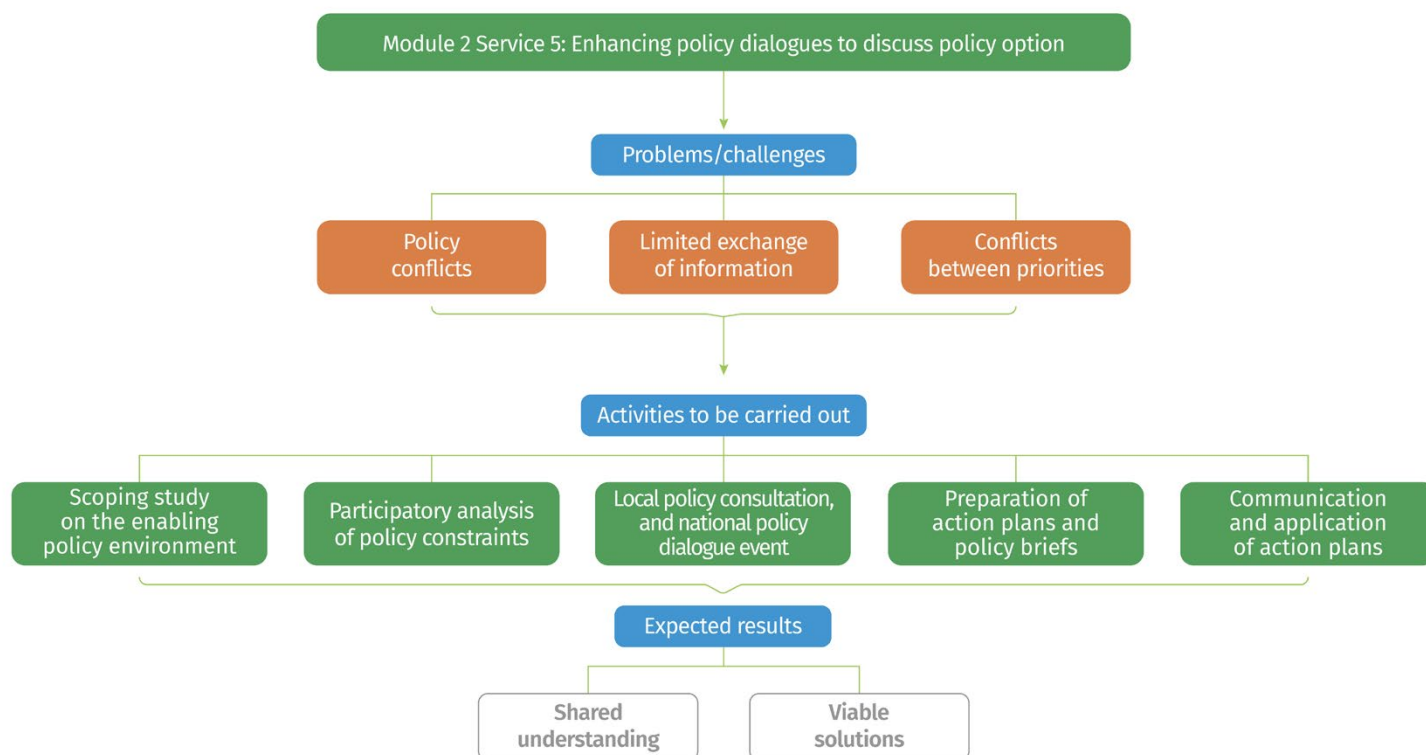 Module 2 Service 5: Enhancing policy dialogues to discuss policy option
Problems/challenges
Policy
conflicts
Limited exchange
of information
Conflicts
between priorities
Activities to be carried out
Scoping study
on the enabling
policy environment
Participatory analysis
of policy constraints
Local policy consultation,
and national policy
dialogue event
Preparation of
action plans and
policy briefs
Communication
and application
of action plans
Expected results
Shared
understanding
Viable
solutions